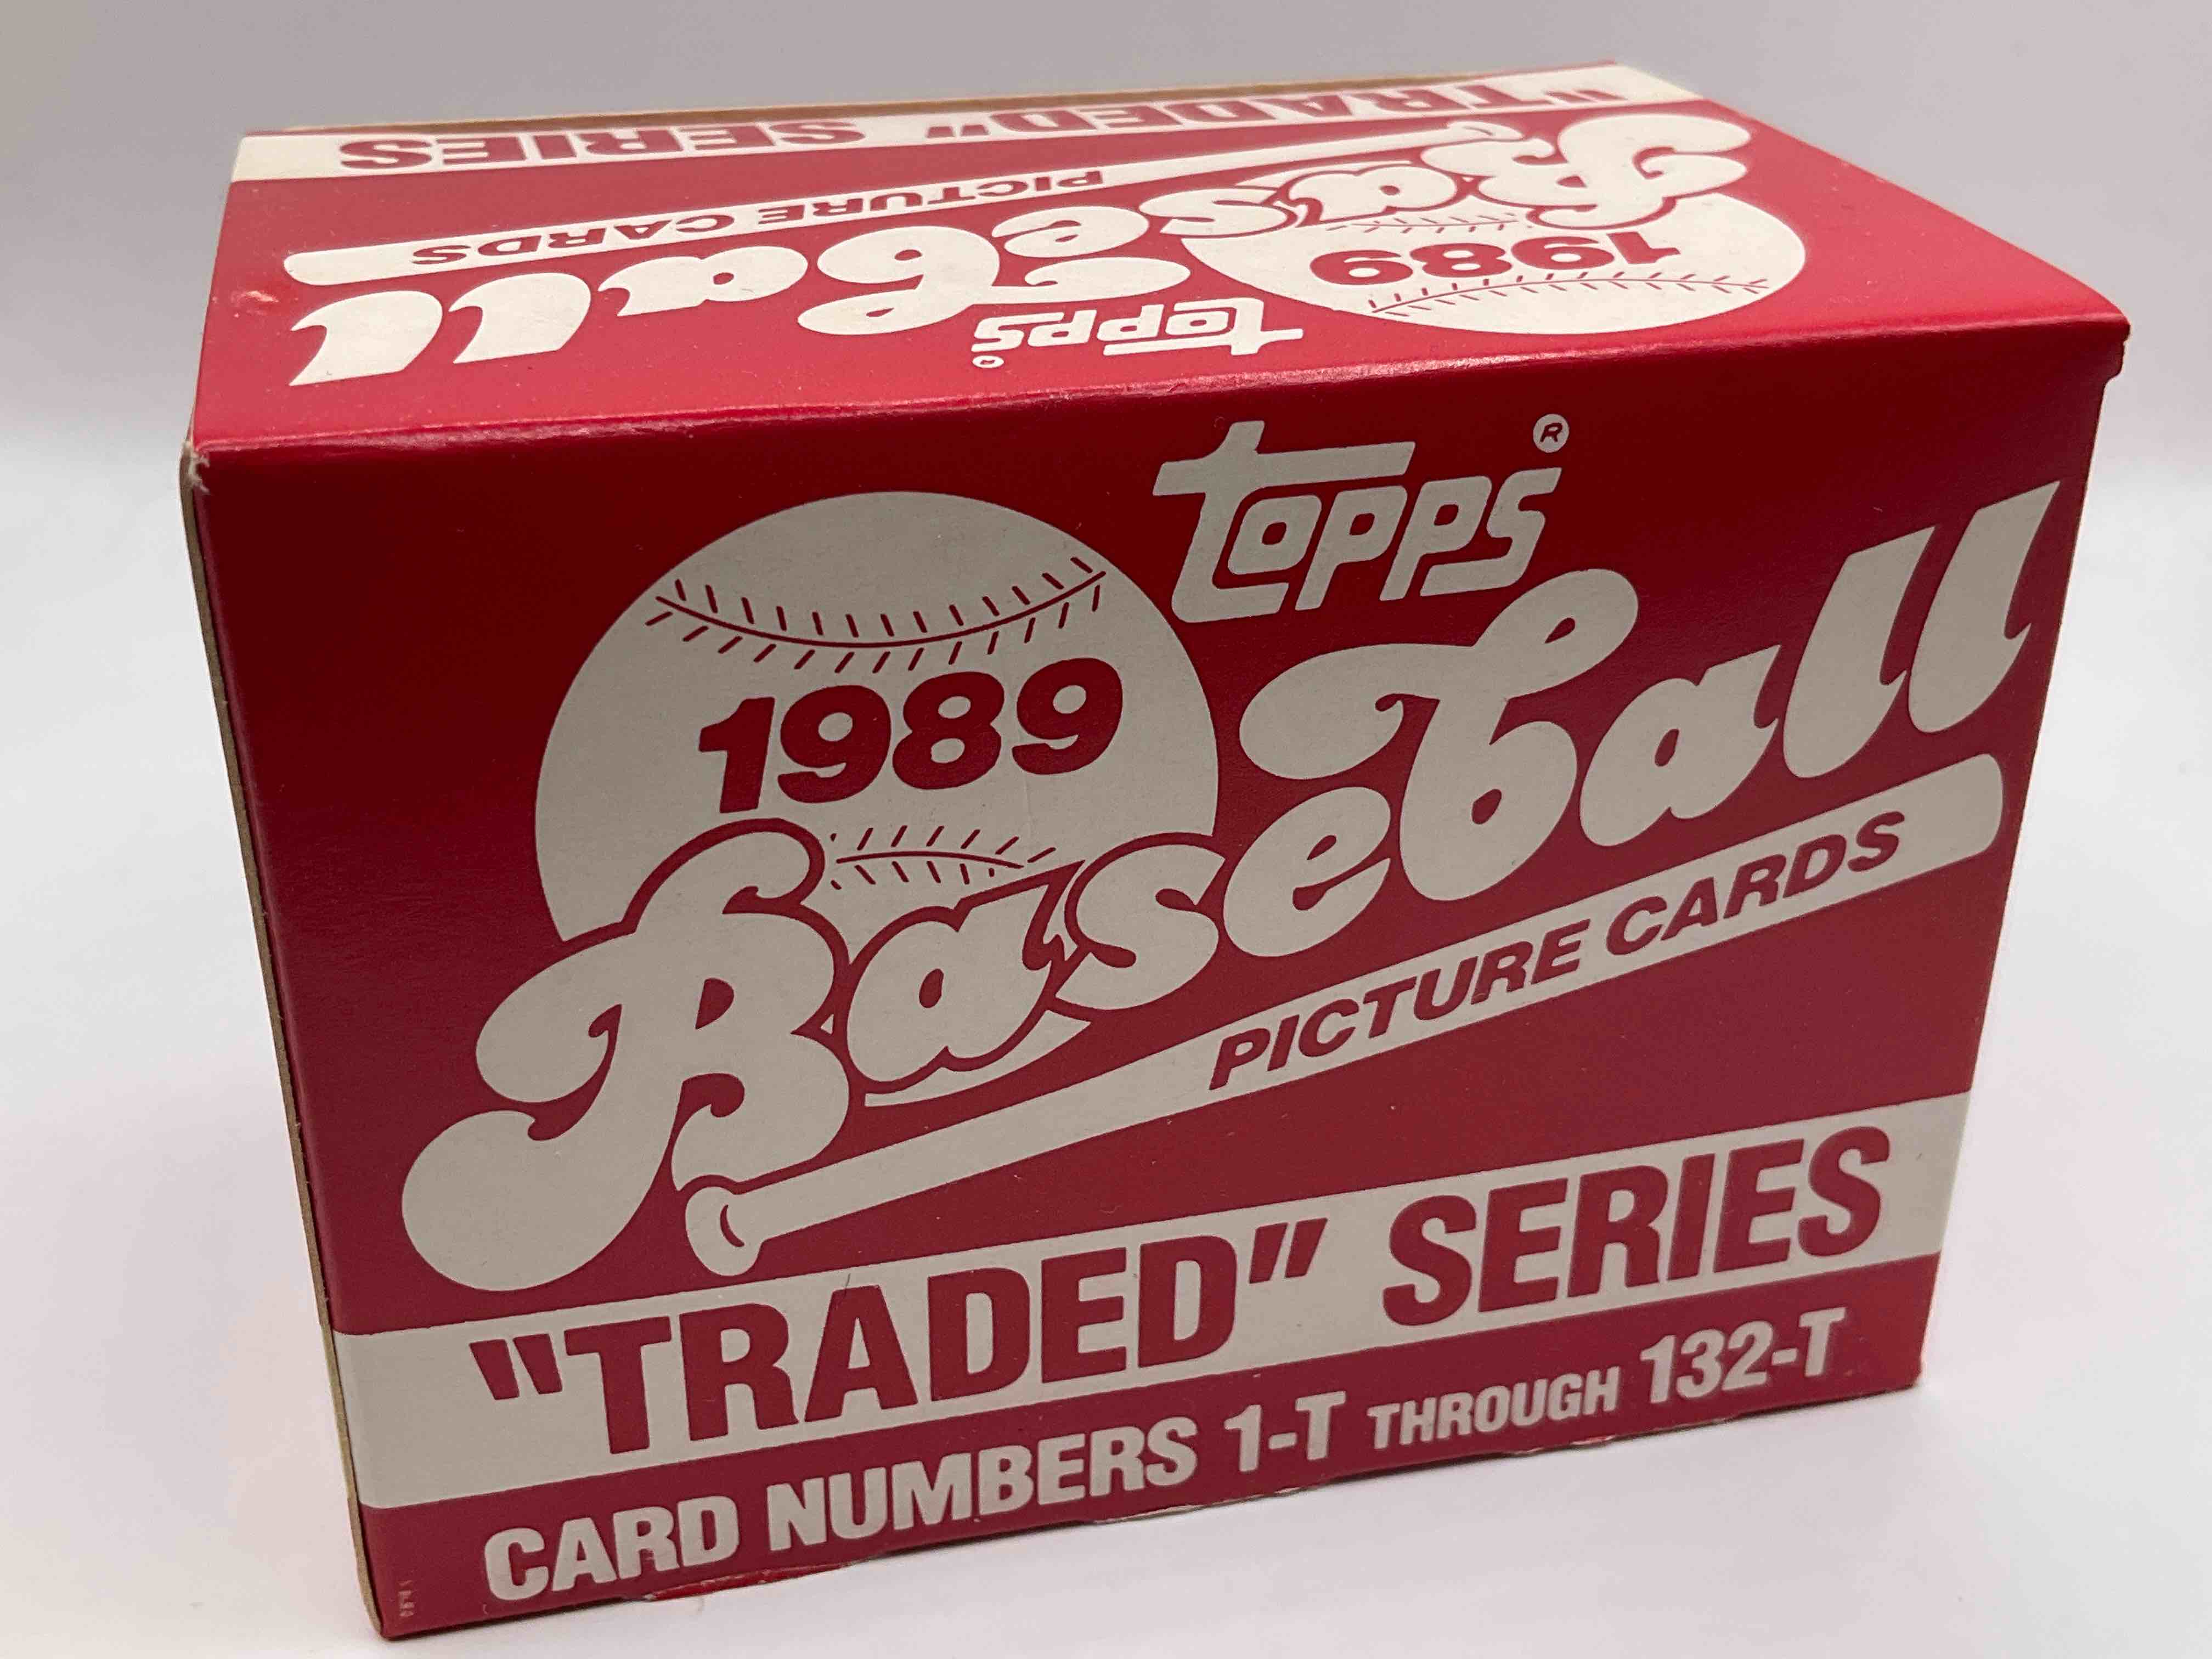 "TRADED" SERIES
PICTURE CARDS
Baseball
1989
topps®
topps®
1989
Baseball
PICTURE CARDS
"TRADED" SERIES
CARD NUMBERS 1-T THROUGH 132-T